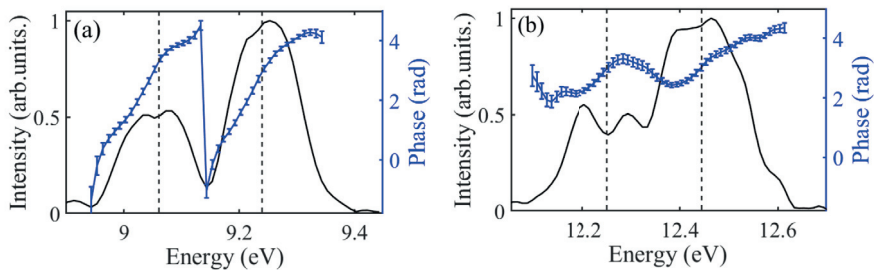 (a)
1
0.5
0
Intensity (arb.units.)
9
9.2
9.4
Energy (eV)
4
2
0
Phase (rad)
(b)
1
0.5
0
Intensity (arb.units.)
12.2
12.4
12.6
Energy (eV)
4
2
0
Phase (rad)